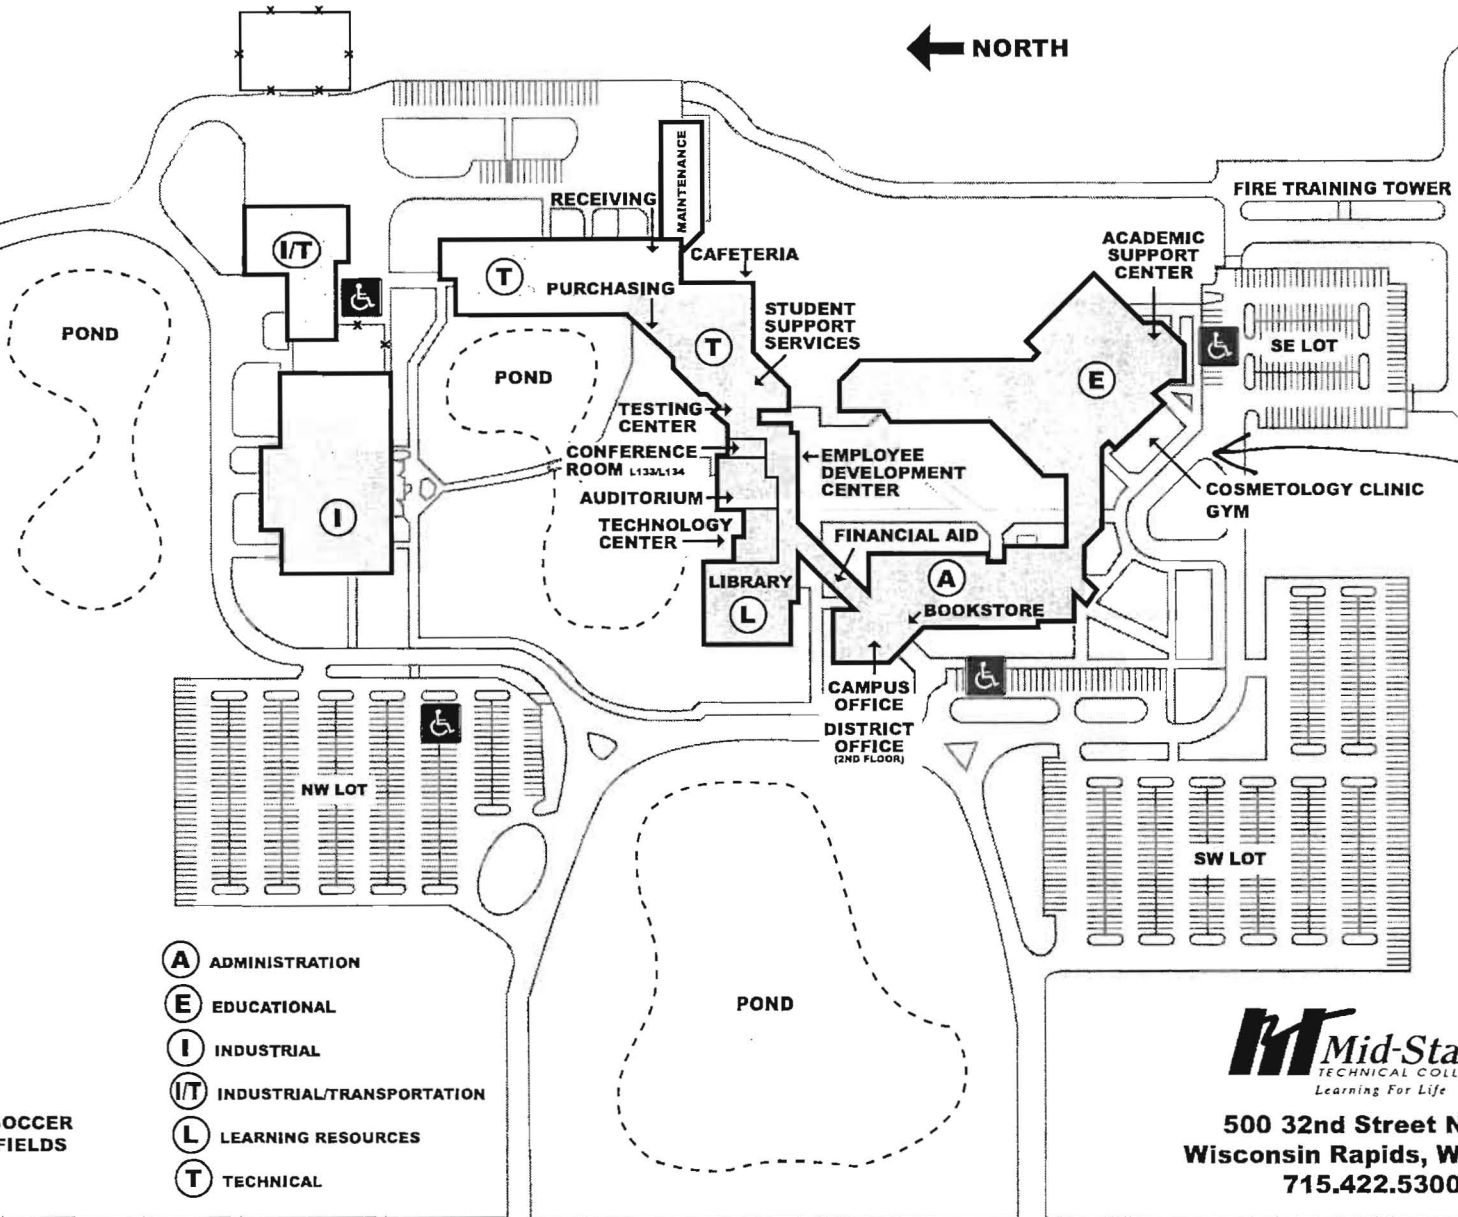 NORTH
FIRE TRAINING TOWER
MAINTENANCE
RECEIVING
CAFETERIA
ACADEMIC
SUPPORT
CENTER
I/T
T
PURCHASING
STUDENT
SUPPORT
SERVICES
POND
T
SE LOT
POND
E
TESTING
CENTER
CONFERENCE
ROOM L133/L134
EMPLOYEE
DEVELOPMENT
CENTER
AUDITORIUM
COSMETOLOGY CLINIC
GYM
I
TECHNOLOGY
CENTER
FINANCIAL AID
LIBRARY
L
A
BOOKSTORE
CAMPUS
OFFICE
DISTRICT
OFFICE
(2ND FLOOR)
NW LOT
SW LOT
A ADMINISTRATION
E EDUCATIONAL
I INDUSTRIAL
I/T INDUSTRIAL/TRANSPORTATION
L LEARNING RESOURCES
T TECHNICAL
POND
OCCER
FIELDS
Mid-Sta
TECHNICAL COLL
Learning For Life
500 32nd Street N
Wisconsin Rapids, W
715.422.5300